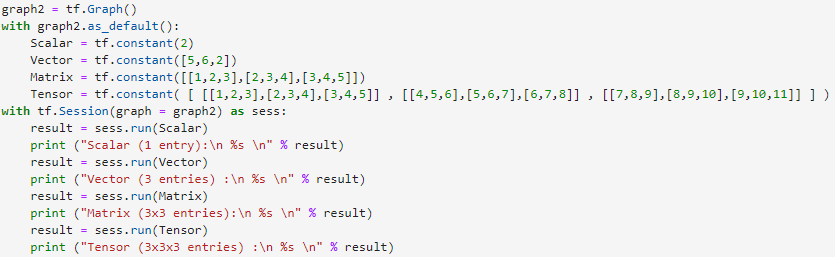 graph2 = tf.Graph()
with graph2.as_default():
    Scalar = tf.constant(2)
    Vector = tf.constant([5,6,2])
    Matrix = tf.constant([[1,2,3],[2,3,4],[3,4,5]])
    Tensor = tf.constant( [ [[1,2,3],[2,3,4],[3,4,5]] , [[4,5,6],[5,6,7],[6,7,8]] , [[7,8,9],[8,9,10],[9,10,11]] ] )
with tf.Session(graph = graph2) as sess:
    result = sess.run(Scalar)
    print ("Scalar (1 entry):\n %s \n" % result)
    result = sess.run(Vector)
    print ("Vector (3 entries) :\n %s \n" % result)
    result = sess.run(Matrix)
    print ("Matrix (3x3 entries):\n %s \n" % result)
    result = sess.run(Tensor)
    print ("Tensor (3x3x3 entries) :\n %s \n" % result)